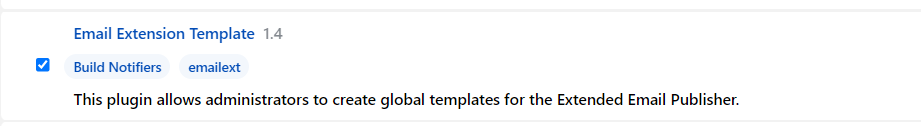 Email Extension Template 1.4
Build Notifiers emailext
This plugin allows administrators to create global templates for the Extended Email Publisher.